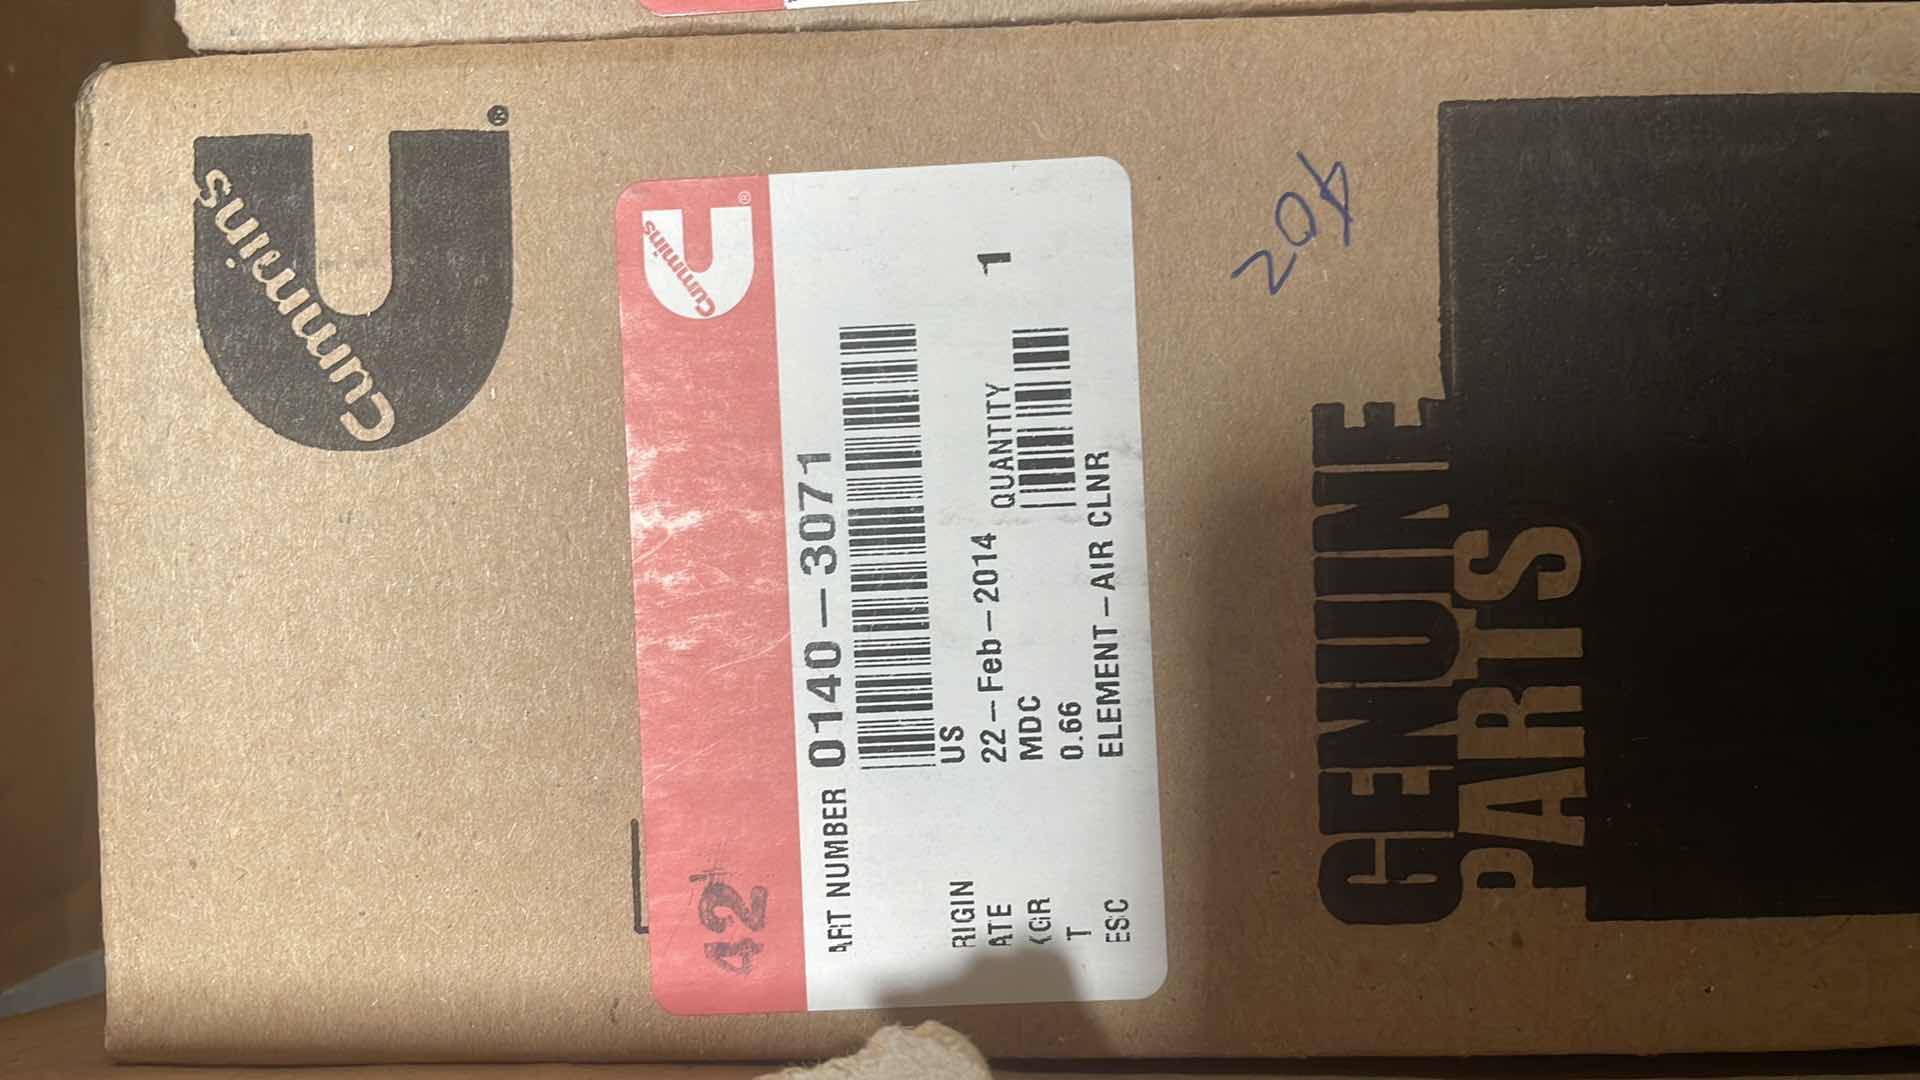 Cummins ®
Cummins ®
42#
ART NUMBER 0140-3071
RIGIN US
ATE 22-Feb-2014 QUANTITY 1
KGR MDC
T 0.66
ESC ELEMENT-AIR CLNR
GENUINE
PARTS